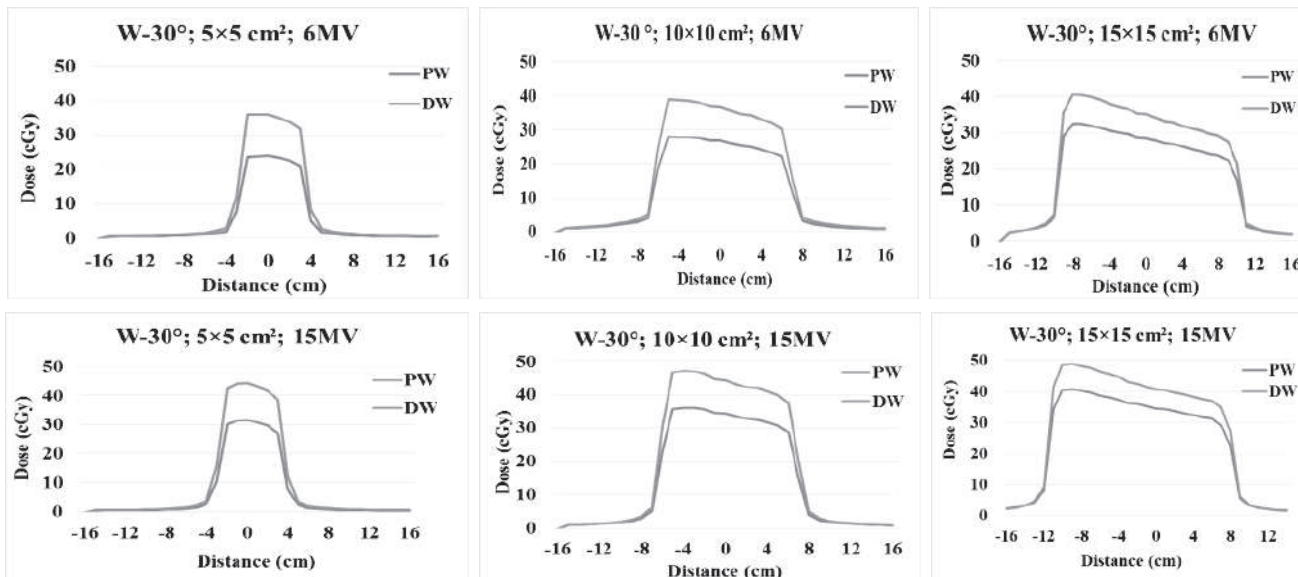 W-30°; 5×5 cm²; 6MV
50
40
30
20
10
0
Dose (cGy)
PW
DW
-16 -12 -8 -4 0 4 8 12 16
Distance (cm)
W-30 °; 10×10 cm²; 6MV
50
40
30
20
10
0
Dose (cGy)
PW
DW
-16 -12 -8 -4 0 4 8 12 16
Distance (cm)
W-30°; 15×15 cm²; 6MV
50
40
30
20
10
0
Dose (cGy)
PW
DW
-16 -12 -8 -4 0 4 8 12 16
Distance (cm)
W-30°; 5×5 cm²; 15MV
50
40
30
20
10
0
Dose (cGy)
PW
DW
-16 -12 -8 -4 0 4 8 12 16
Distance (cm)
W-30°; 10×10 cm²; 15MV
50
40
30
20
10
0
Dose (cGy)
PW
DW
-16 -12 -8 -4 0 4 8 12 16
Distance (cm)
W-30°; 15×15 cm²; 15MV
50
40
30
20
10
0
Dose (cGy)
PW
DW
-16 -12 -8 -4 0 4 8 12
Distance (cm)